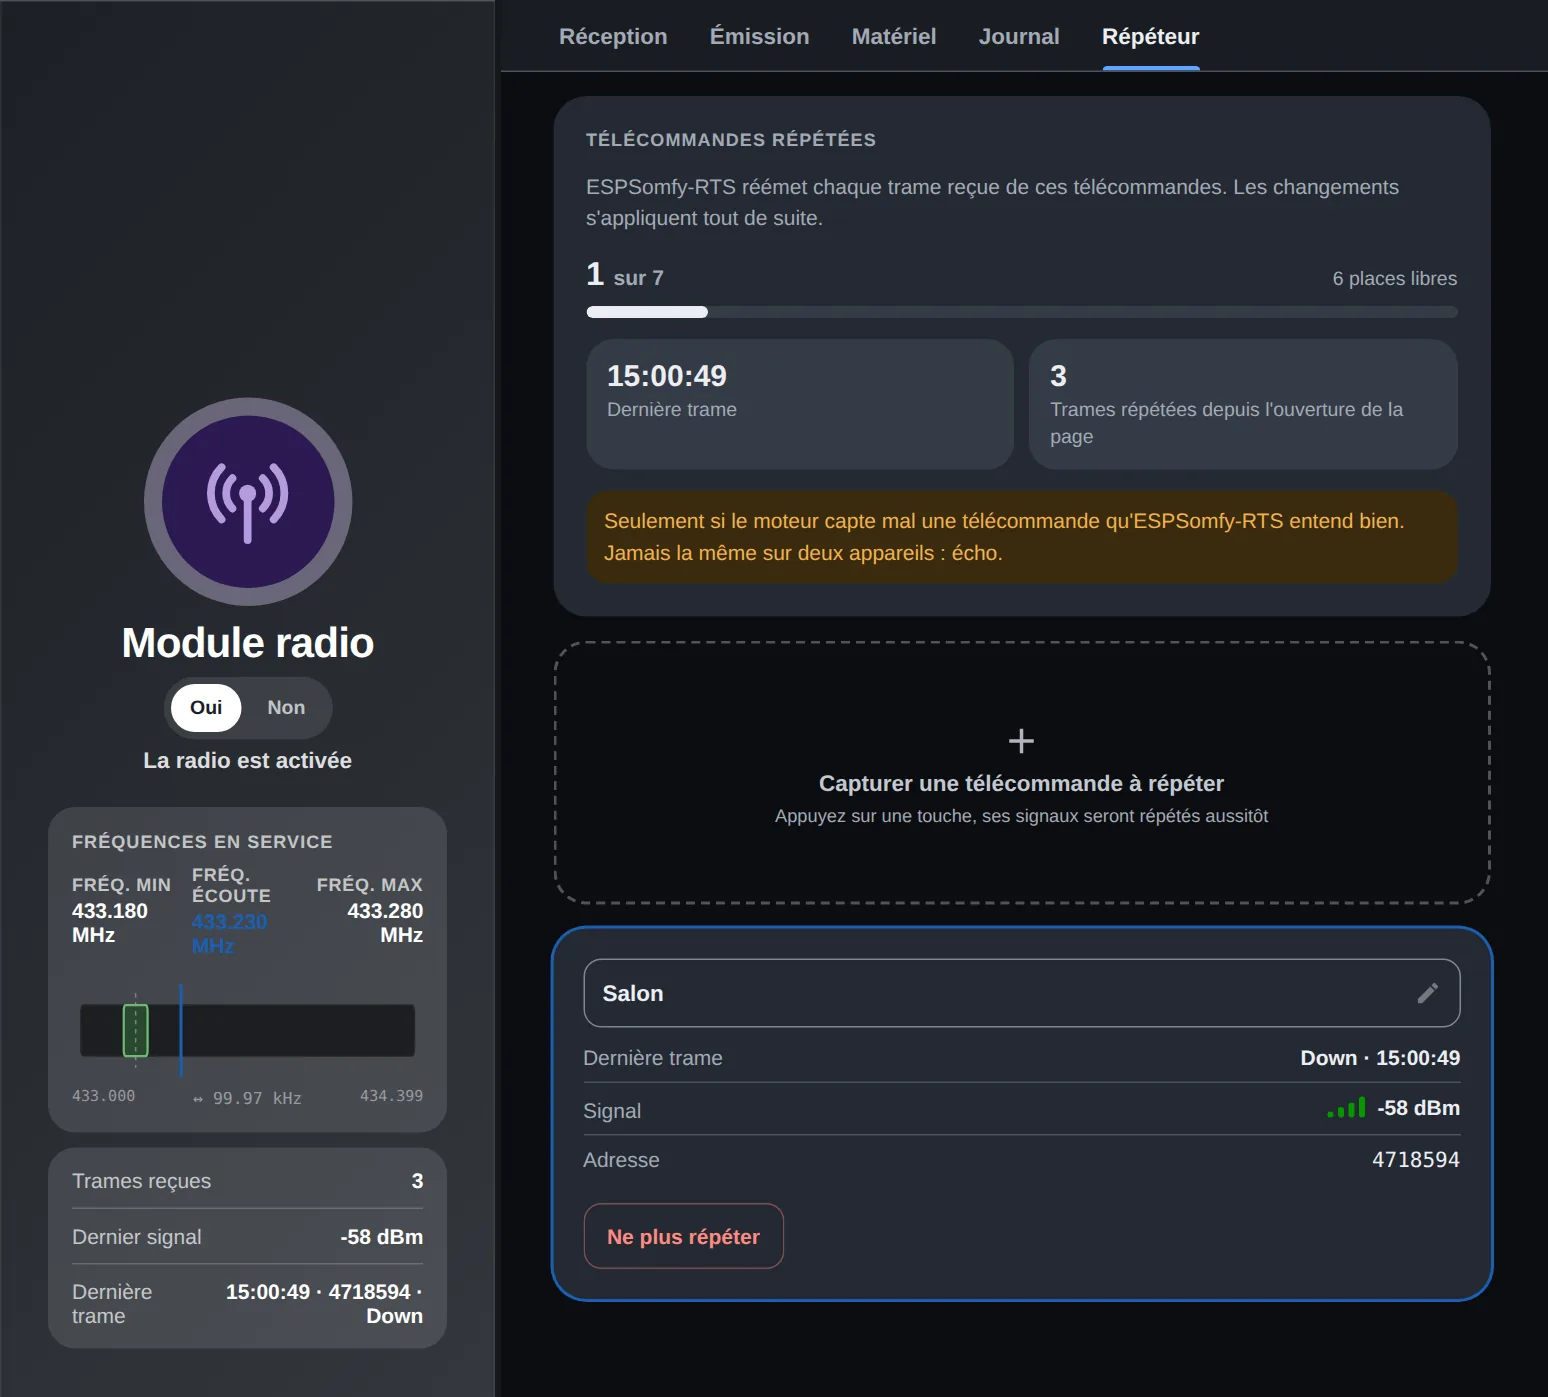 Réception
Émission
Matériel
Journal
Répéteur
Module radio
Oui
Non
La radio est activée
FRÉQUENCES EN SERVICE
FRÉQ. MIN
433.180
MHz
FRÉQ.
ÉCOUTE
433.230
MHz
FRÉQ. MAX
433.280
MHz
433.000
↔ 99.97 kHz
434.399
Trames reçues
3
Dernier signal
-58 dBm
Dernière
trame
15:00:49 · 4718594 ·
Down
TÉLÉCOMMANDES RÉPÉTÉES
ESPSomfy-RTS réémet chaque trame reçue de ces télécommandes. Les changements
s'appliquent tout de suite.
1 sur 7
6 places libres
15:00:49
Dernière trame
3
Trames répétées depuis l'ouverture de la
page
Seulement si le moteur capte mal une télécommande qu'ESPSomfy-RTS entend bien.
Jamais la même sur deux appareils : écho.
Capturer une télécommande à répéter
Appuyez sur une touche, ses signaux seront répétés aussitôt
Salon
Dernière trame
Down · 15:00:49
Signal
-58 dBm
Adresse
4718594
Ne plus répéter